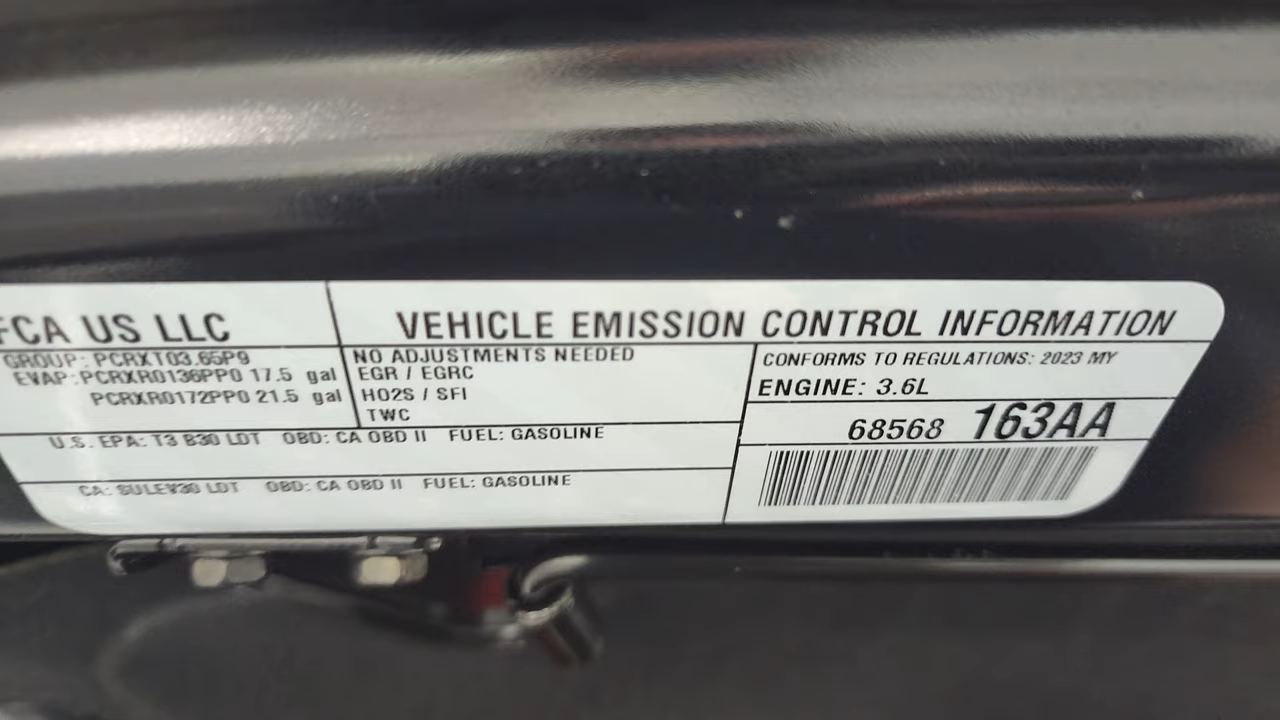 FCA US LLC
VEHICLE EMISSION CONTROL INFORMATION
GROUP: PCRXT03.65P9
EVAP: PCRXR0136PP0 17.5 gal
PCRXR0172PP0 21.5 gal
NO ADJUSTMENTS NEEDED
EGR / EGRC
HO2S / SFI
TWC
CONFORMS TO REGULATIONS: 2023 MY
ENGINE: 3.6L
68568 163AA
U.S. EPA: T3 B30 LDT OBD: CA OBD II FUEL: GASOLINE
CA: SULEV30 LDT OBD: CA OBD II FUEL: GASOLINE